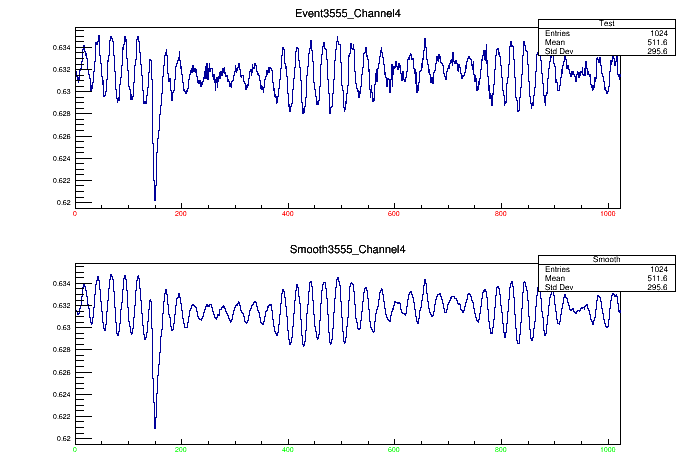 Event3555_Channel4
Test
Entries 1024
Mean 511.6
Std Dev 295.6
0.634
0.632
0.63
0.628
0.626
0.624
0.622
0.62
0 200 400 600 800 1000
Smooth3555_Channel4
Smooth
Entries 1024
Mean 511.6
Std Dev 295.6
0.634
0.632
0.63
0.628
0.626
0.624
0.622
0.62
0 200 400 600 800 1000